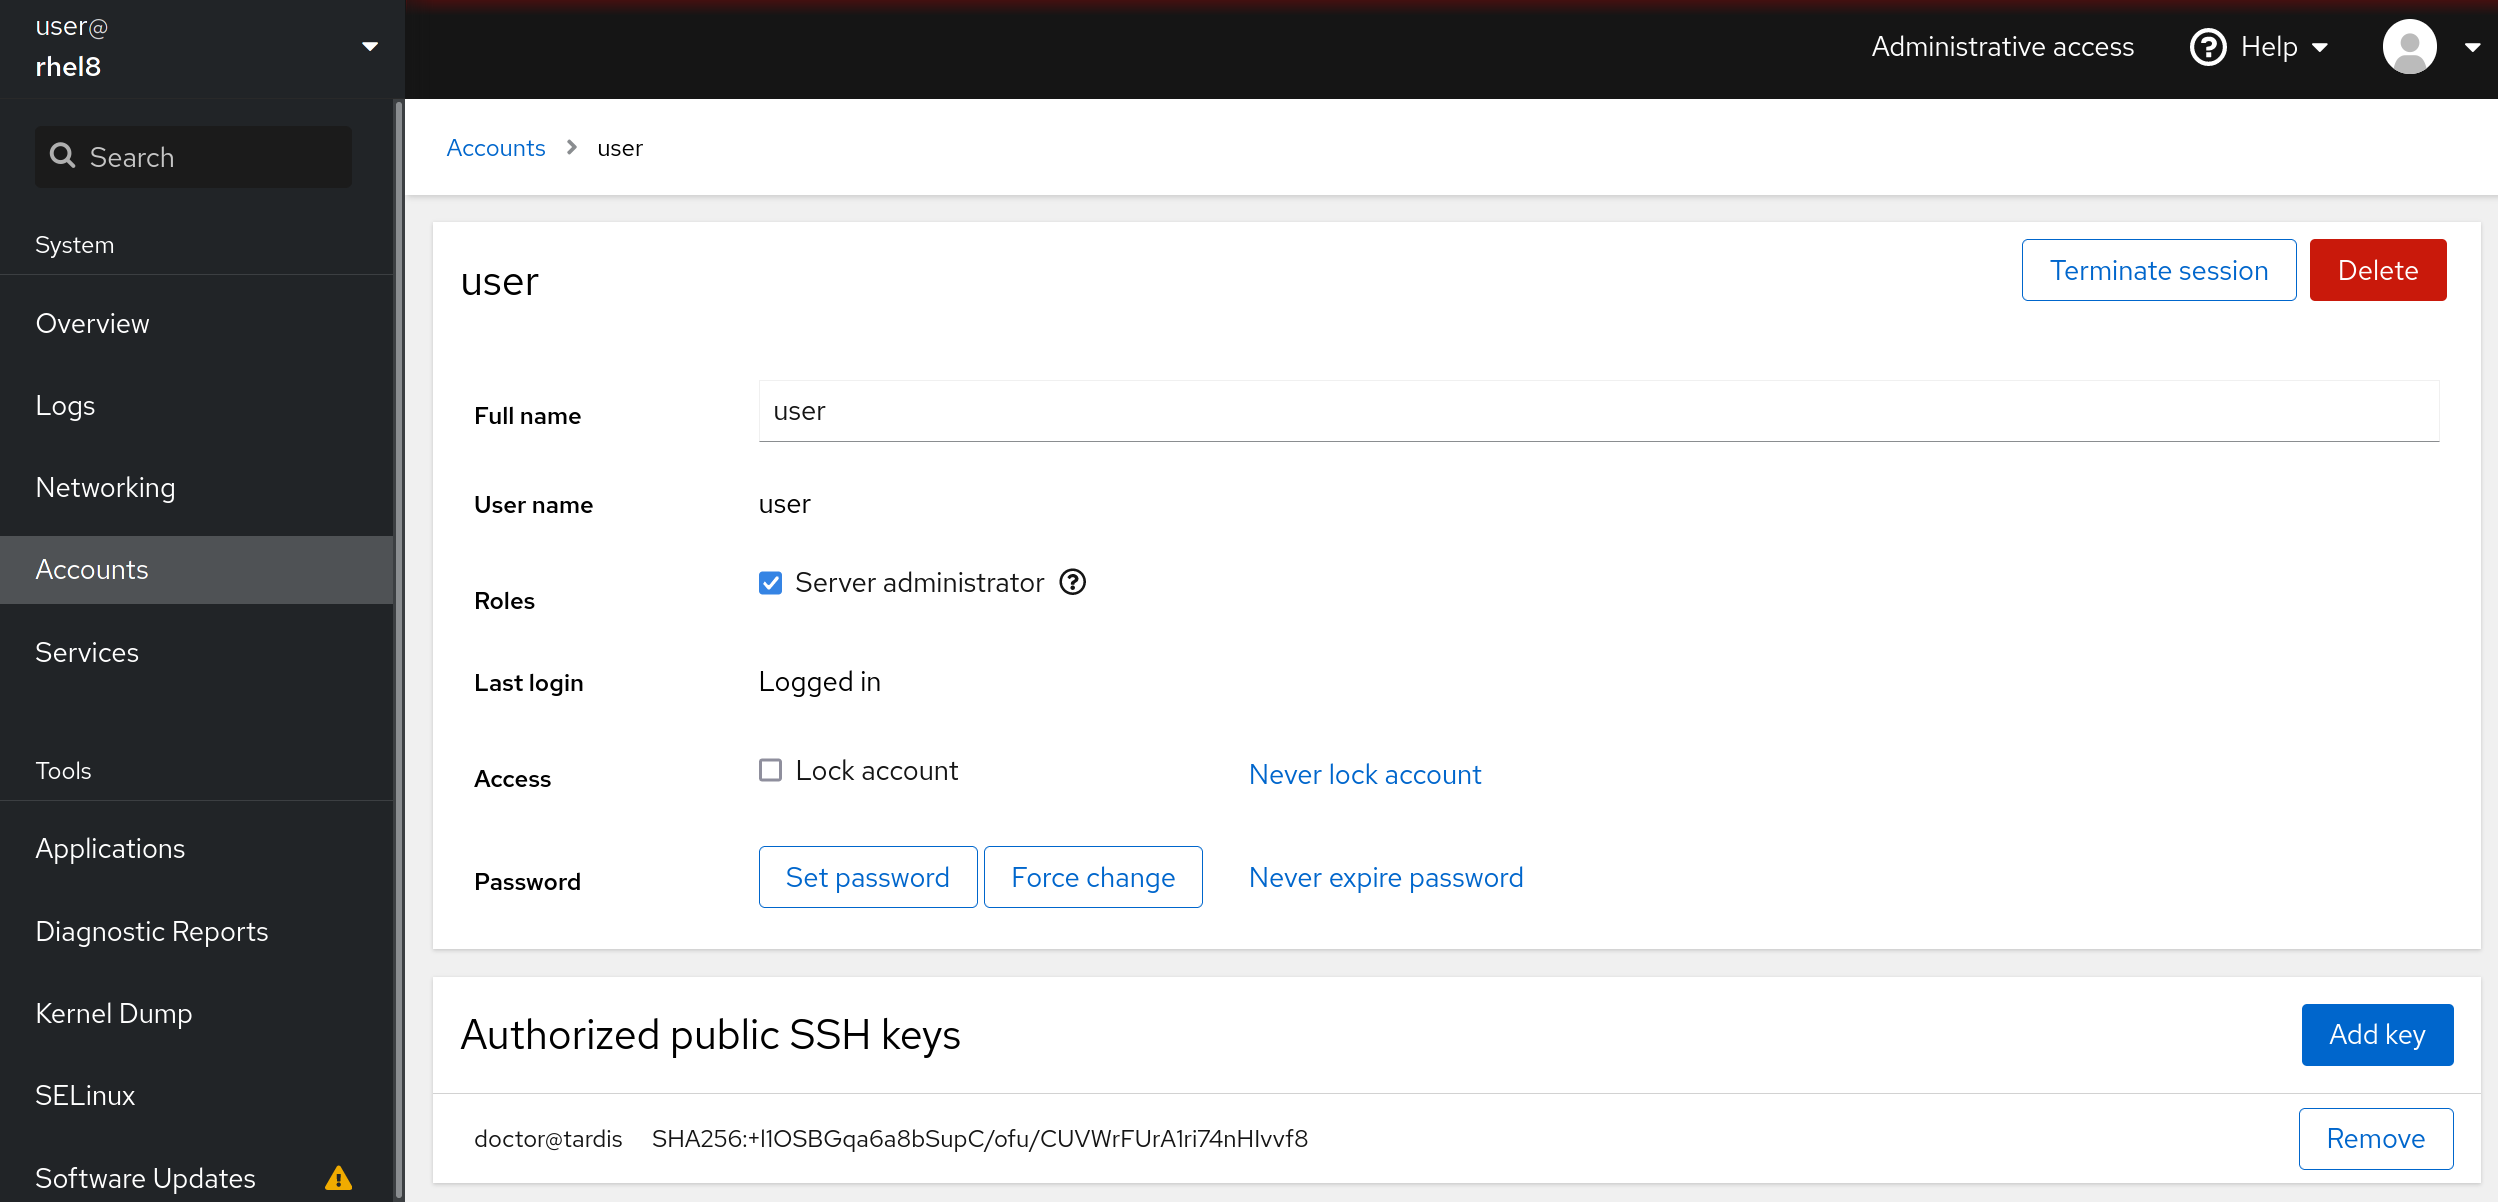 user@
rhel8
Administrative access
Help
Search
Accounts
user
System
Overview
Logs
Networking
Accounts
Services
Tools
Applications
Diagnostic Reports
Kernel Dump
SELinux
Software Updates
user
Terminate session
Delete
Full name
user
User name
user
Roles
Server administrator
Last login
Logged in
Access
Lock account
Never lock account
Password
Set password
Force change
Never expire password
Authorized public SSH keys
Add key
doctor@tardis
SHA256:+l1OSBGqa6a8bSupC/ofu/CUVWrFUrA1ri74nHIvvf8
Remove